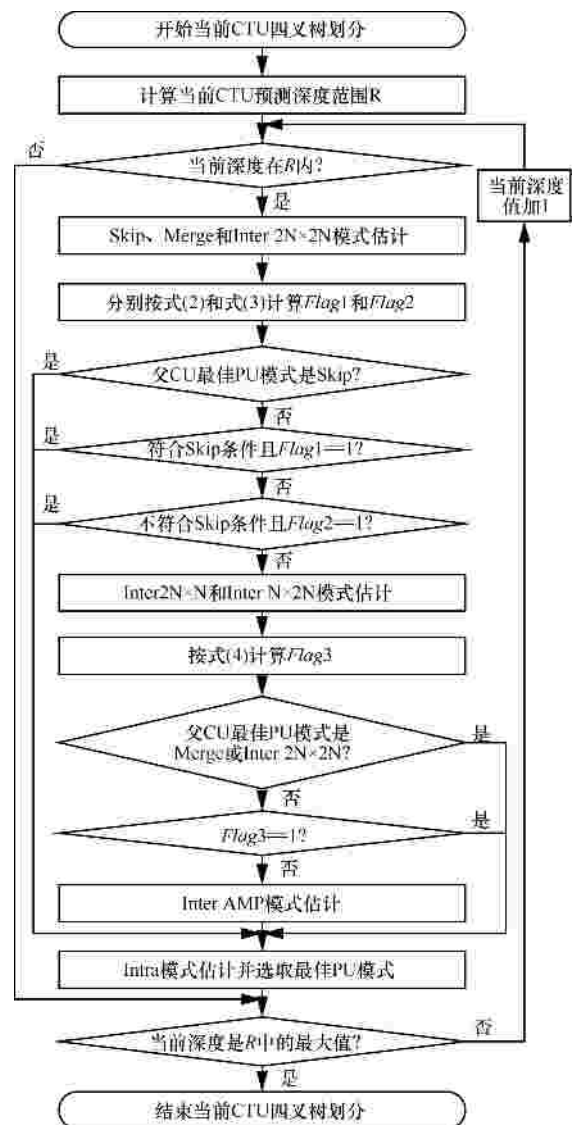 开始当前CTU四叉树划分
计算当前CTU预测深度范围R
否
当前深度在R内?
是
当前深度
值加1
Skip、Merge和Inter 2N×2N模式估计
分别按式(2)和式(3)计算Flag1和Flag2
是
父CU最佳PU模式是Skip?
否
是
符合Skip条件且Flag1==1?
否
是
不符合Skip条件且Flag2==1?
否
Inter2N×N和Inter N×2N模式估计
按式(4)计算Flag3
父CU最佳PU模式是
Merge或Inter 2N×2N?
是
否
Flag3==1?
是
否
Inter AMP模式估计
Intra模式估计并选取最佳PU模式
当前深度是R中的最大值?
否
是
结束当前CTU四叉树划分